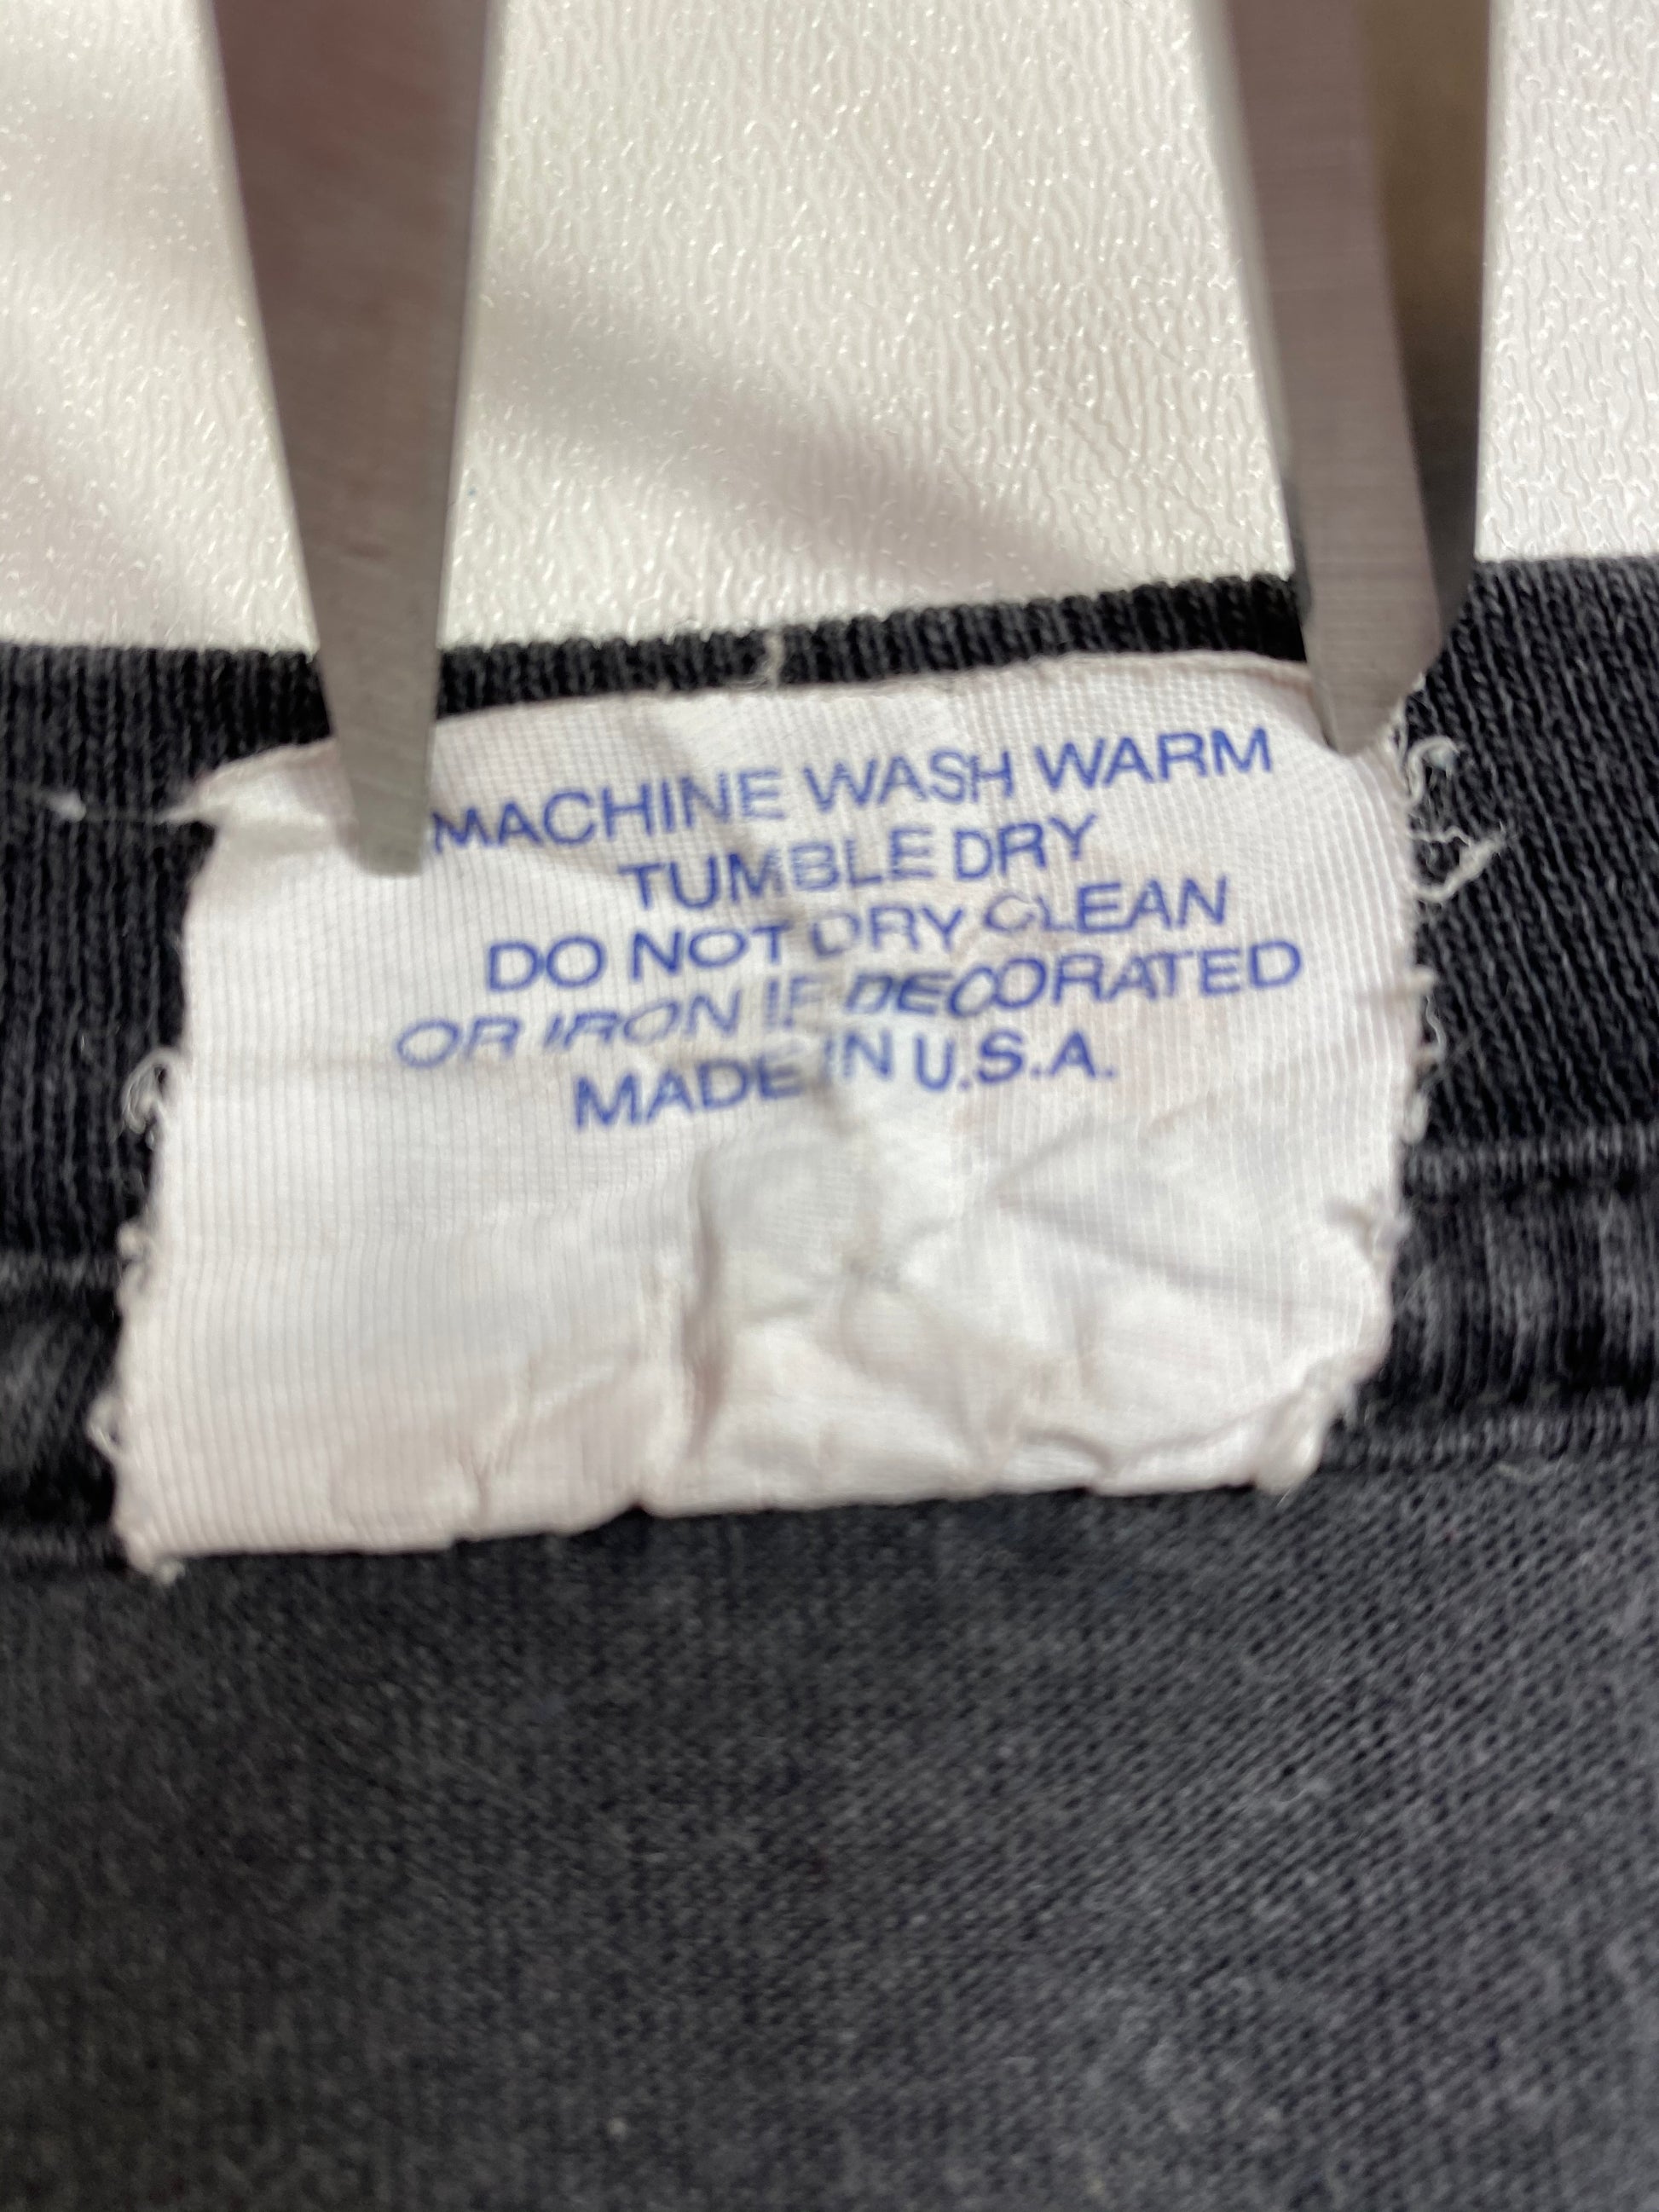 MACHINE WASH WARM
TUMBLE DRY
DO NOT DRY CLEAN
OR IRON IF DECORATED
MADE IN U.S.A.